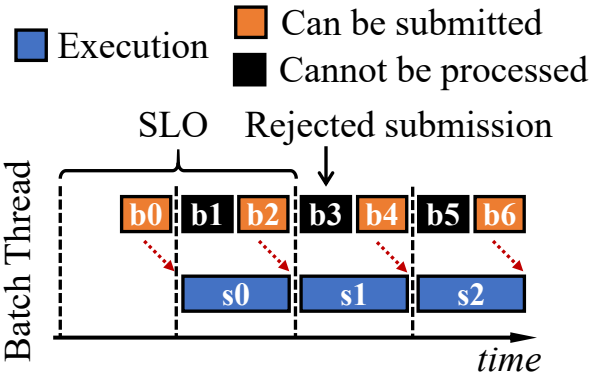 Execution
Can be submitted
Cannot be processed
SLO
Rejected submission
Batch Thread
b0 b1 b2 b3 b4 b5 b6
s0 s1 s2
time